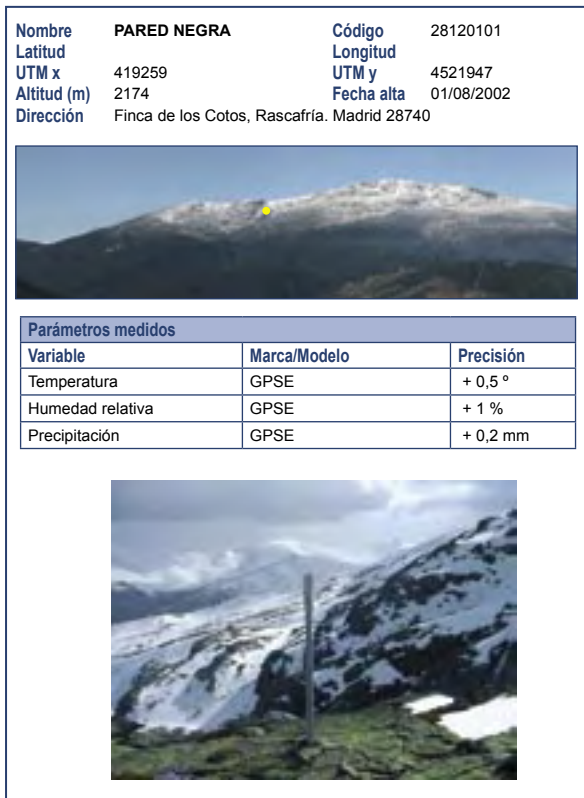 Nombre PARED NEGRA Código 28120101
Latitud Longitud
UTM x 419259 UTM y 4521947
Altitud (m) 2174 Fecha alta 01/08/2002
Dirección Finca de los Cotos, Rascafría. Madrid 28740
Parámetros medidos
Variable Marca/Modelo Precisión
Temperatura GPSE + 0,5 º
Humedad relativa GPSE + 1 %
Precipitación GPSE + 0,2 mm